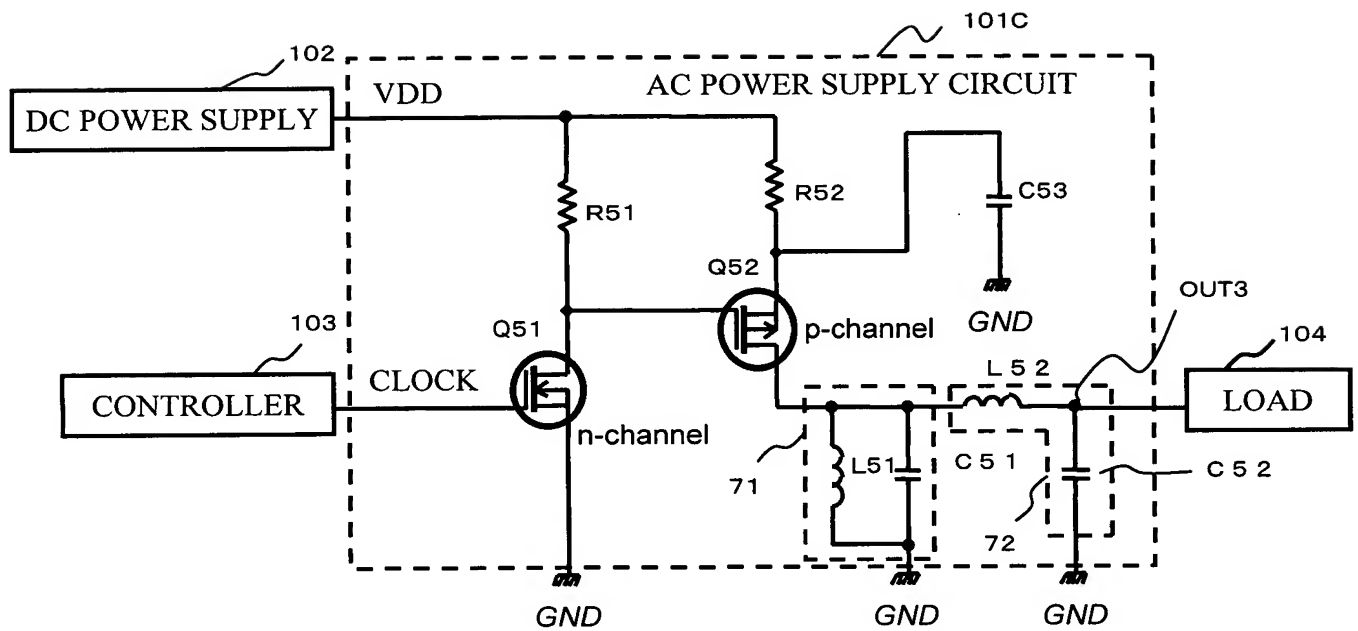 101C
102
VDD
AC POWER SUPPLY CIRCUIT
DC POWER SUPPLY
R51
R52
C53
Q52
OUT3
GND
103
Q51
p-channel
104
CLOCK
L52
CONTROLLER
LOAD
n-channel
71
L51
C51
C52
72
GND
GND
GND